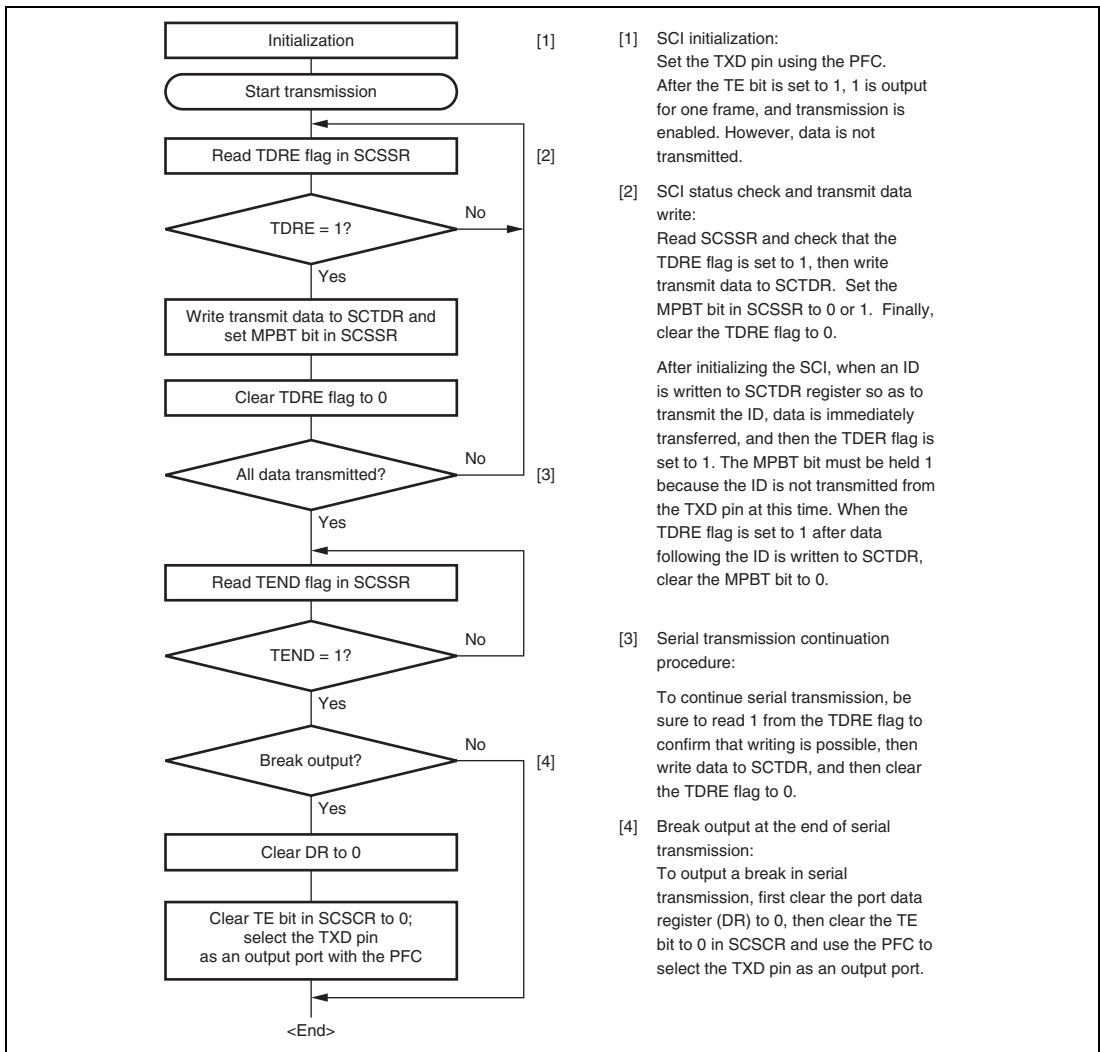 Initialization
[1]
Start transmission
Read TDRE flag in SCSSR
[2]
TDRE = 1?
No
Yes
Write transmit data to SCTDR and
set MPBT bit in SCSSR
Clear TDRE flag to 0
All data transmitted?
No
[3]
Yes
Read TEND flag in SCSSR
TEND = 1?
No
Yes
Break output?
No
[4]
Yes
Clear DR to 0
Clear TE bit in SCSCR to 0;
select the TXD pin
as an output port with the PFC
<End>
[1] SCI initialization:
Set the TXD pin using the PFC.
After the TE bit is set to 1, 1 is output
for one frame, and transmission is
enabled. However, data is not
transmitted.
[2] SCI status check and transmit data
write:
Read SCSSR and check that the
TDRE flag is set to 1, then write
transmit data to SCTDR. Set the
MPBT bit in SCSSR to 0 or 1. Finally,
clear the TDRE flag to 0.
After initializing the SCI, when an ID
is written to SCTDR register so as to
transmit the ID, data is immediately
transferred, and then the TDER flag is
set to 1. The MPBT bit must be held 1
because the ID is not transmitted from
the TXD pin at this time. When the
TDRE flag is set to 1 after data
following the ID is written to SCTDR,
clear the MPBT bit to 0.
[3] Serial transmission continuation
procedure:
To continue serial transmission, be
sure to read 1 from the TDRE flag to
confirm that writing is possible, then
write data to SCTDR, and then clear
the TDRE flag to 0.
[4] Break output at the end of serial
transmission:
To output a break in serial
transmission, first clear the port data
register (DR) to 0, then clear the TE
bit to 0 in SCSCR and use the PFC to
select the TXD pin as an output port.